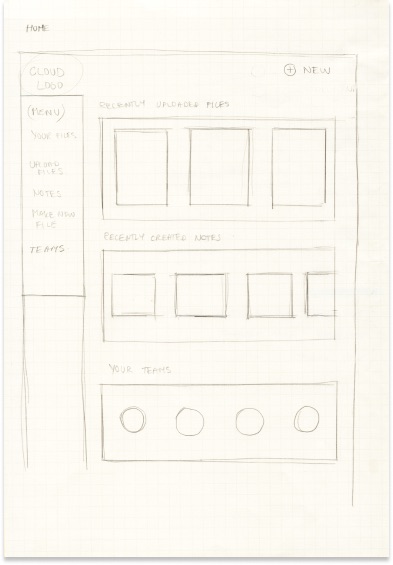 HOME
CLOUD
LOGO
⊕ NEW
(MENU)
YOUR FILES
UPLOAD
FILES
NOTES
MAKE NEW
FILE
TEAMS
RECENTLY UPLOADED FILES
RECENTLY CREATED NOTES
YOUR TEAMS